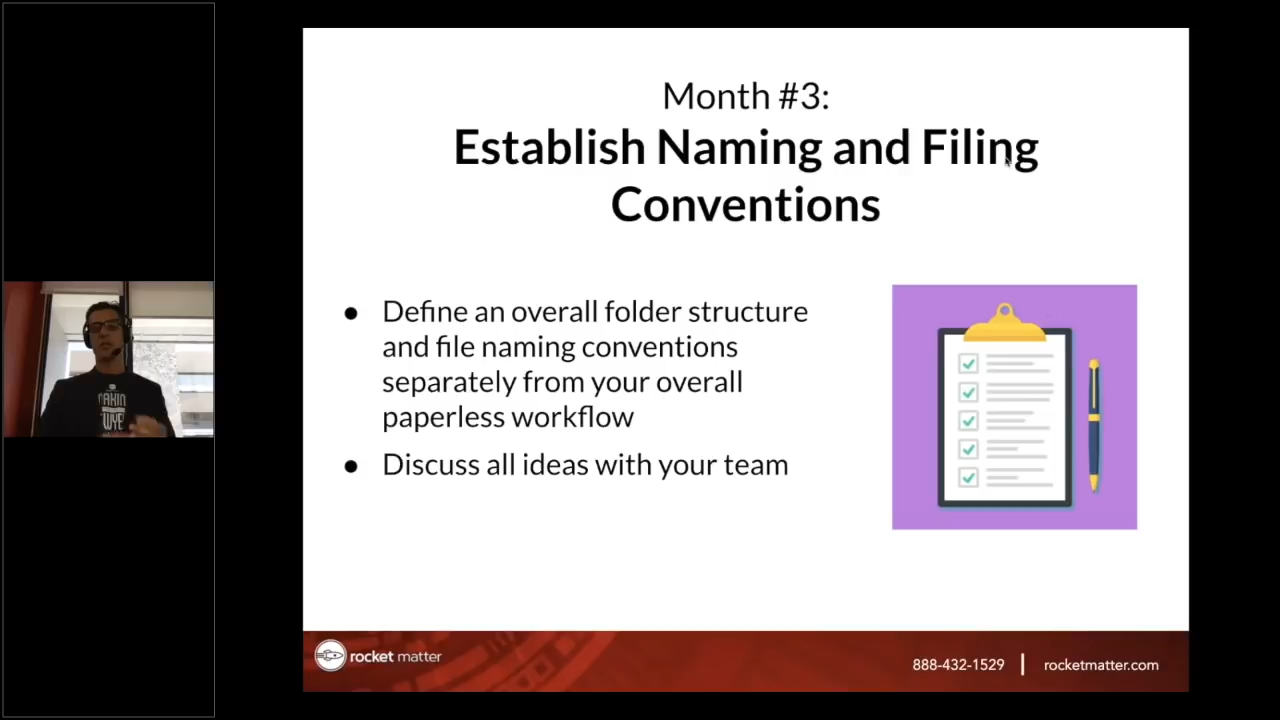 Month #3:
Establish Naming and Filing
Conventions
● Define an overall folder structure
and file naming conventions
separately from your overall
paperless workflow
● Discuss all ideas with your team
rocket matter
888-432-1529 | rocketmatter.com